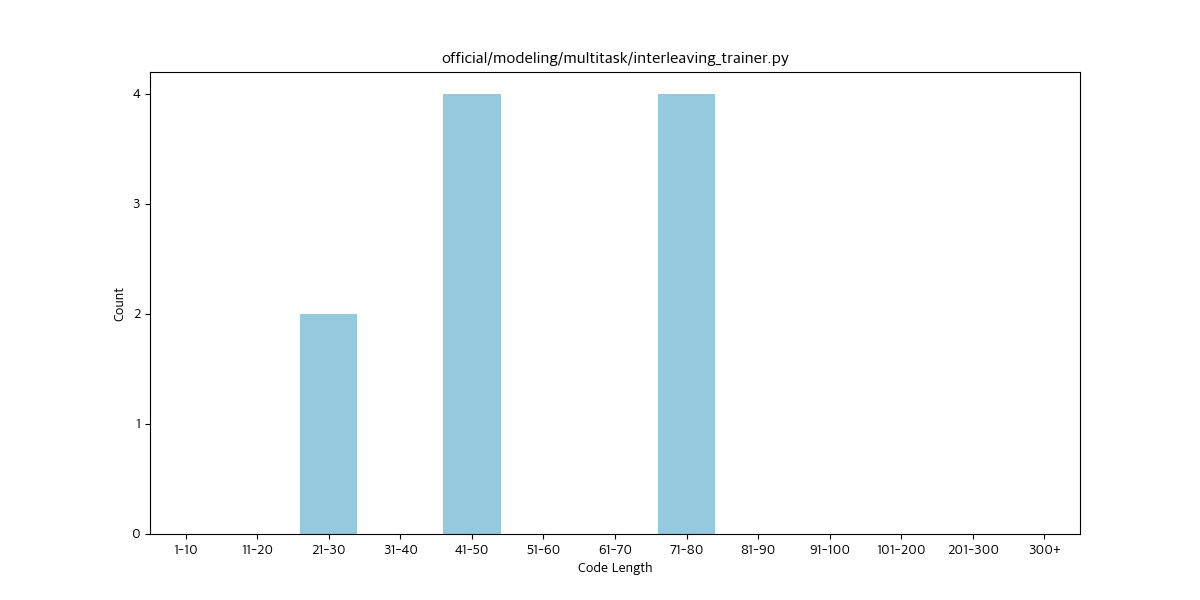 official/modeling/multitask/interleaving_trainer.py
4
3
2
1
0
Count
1-10 11-20 21-30 31-40 41-50 51-60 61-70 71-80 81-90 91-100 101-200 201-300 300+
Code Length